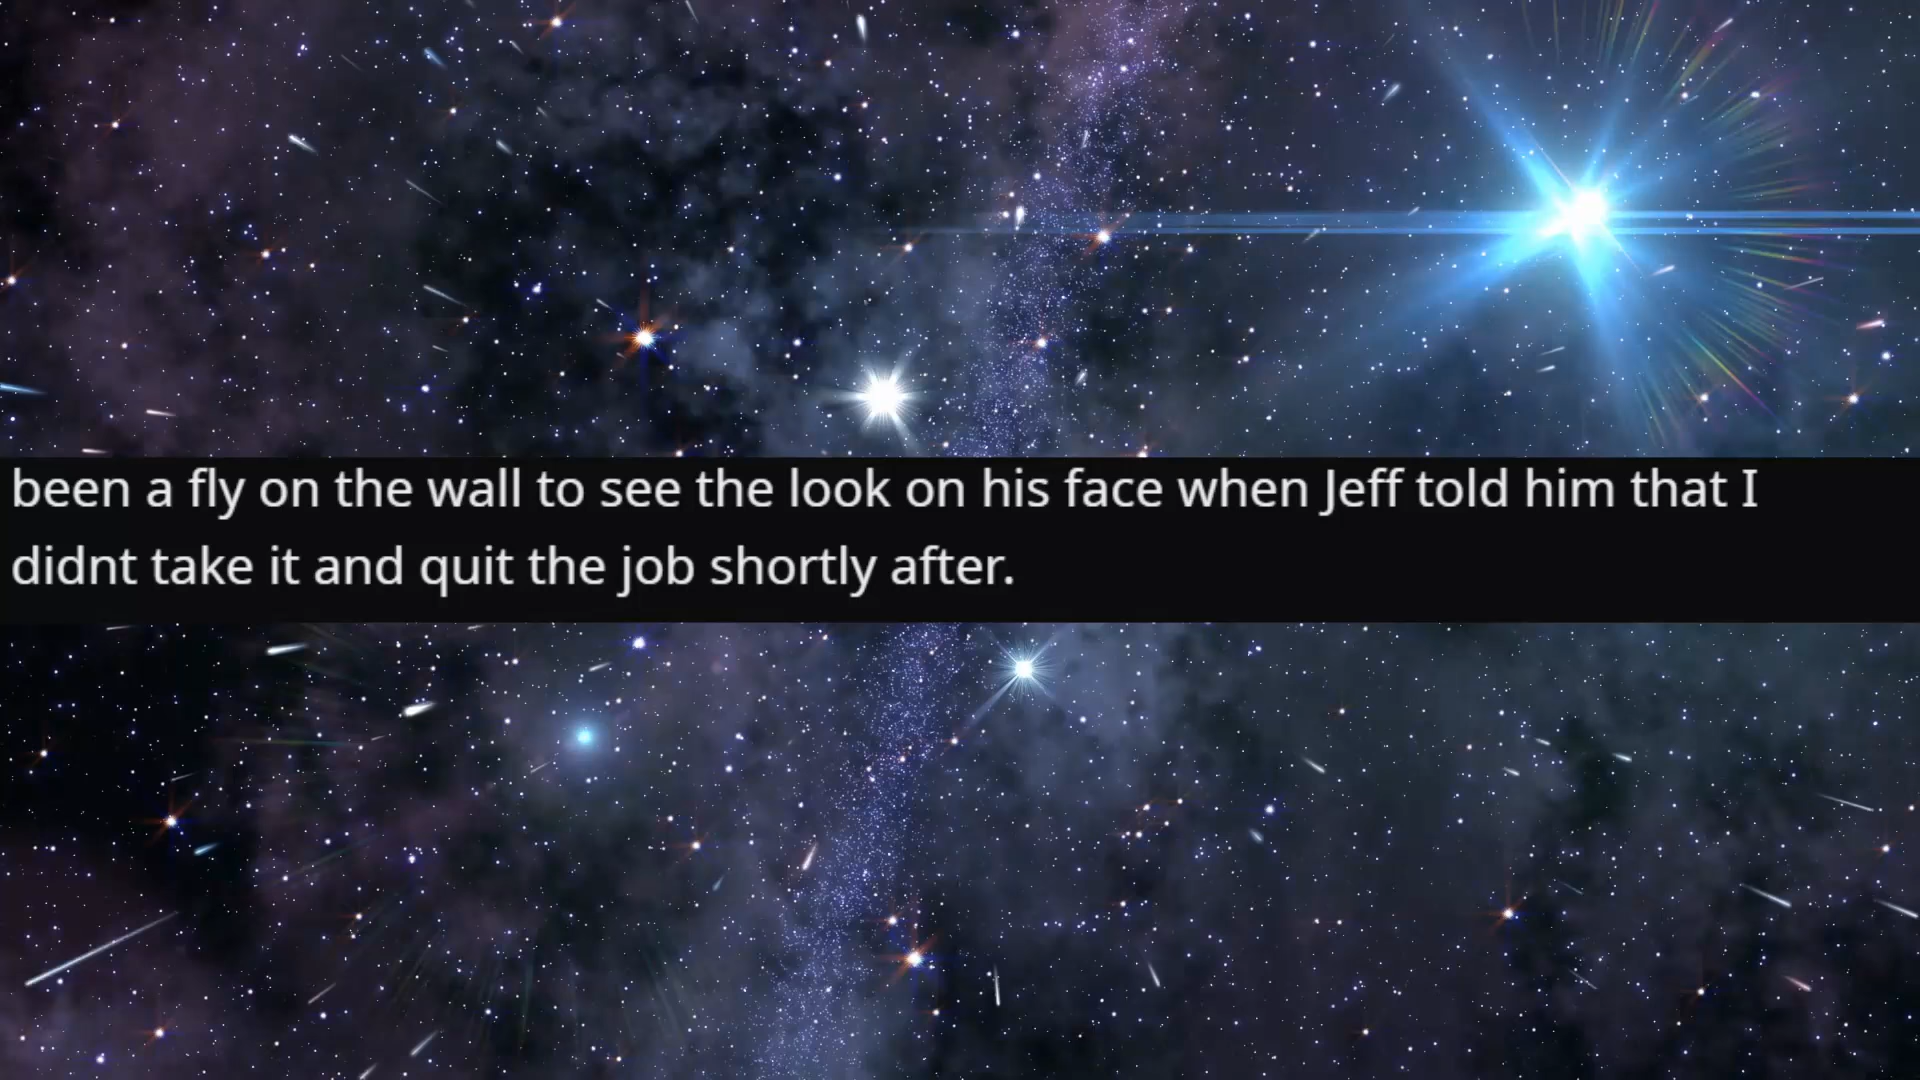 been a fly on the wall to see the look on his face when Jeff told him that I
didnt take it and quit the job shortly after.